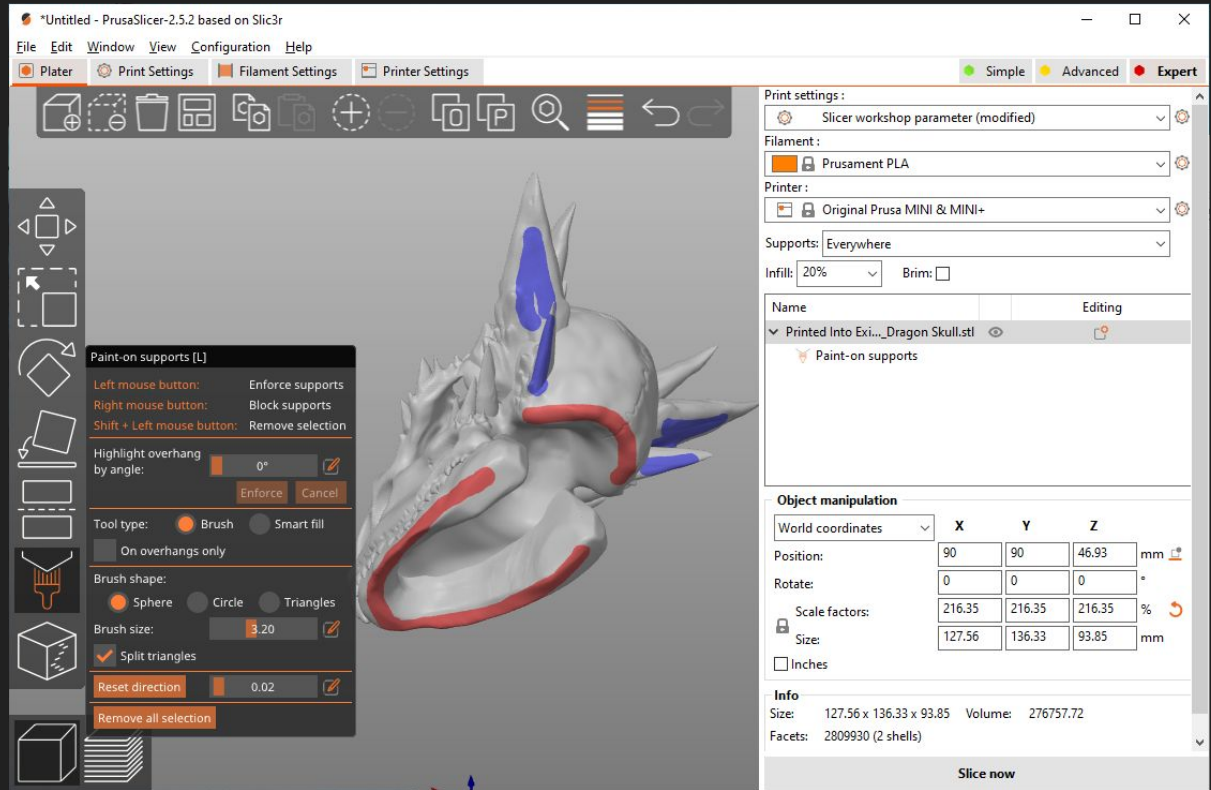 *Untitled - PrusaSlicer-2.5.2 based on Slic3r
File Edit Window View Configuration Help
Plater Print Settings Filament Settings Printer Settings Simple Advanced Expert
Print settings :
Slicer workshop parameter (modified)
Filament :
Prusament PLA
Printer :
Original Prusa MINI & MINI+
Supports: Everywhere
Infill: 20% Brim:
Name Editing
Printed Into Exi..._Dragon Skull.stl
Paint-on supports
Paint-on supports [L]
Left mouse button: Enforce supports
Right mouse button: Block supports
Shift + Left mouse button: Remove selection
Highlight overhang
by angle: 0°
Enforce Cancel
Tool type: Brush Smart fill
On overhangs only
Brush shape:
Sphere Circle Triangles
Brush size: 3.20
Split triangles
Reset direction 0.02
Remove all selection
Object manipulation
World coordinates X Y Z
Position: 90 90 46.93 mm
Rotate: 0 0 0 °
Scale factors: 216.35 216.35 216.35 %
Size: 127.56 136.33 93.85 mm
Inches
Info
Size: 127.56 x 136.33 x 93.85 Volume: 276757.72
Facets: 2809930 (2 shells)
Slice now